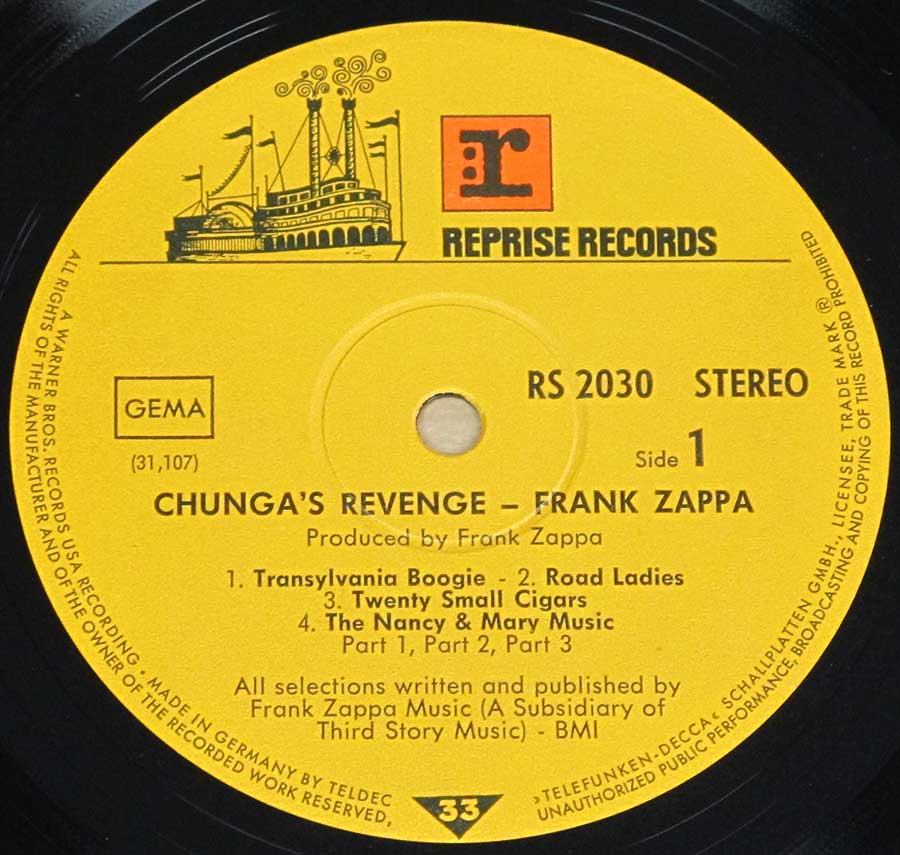 r
REPRISE RECORDS
GEMA
(31,107)
RS 2030 STEREO
Side 1
CHUNGA'S REVENGE – FRANK ZAPPA
Produced by Frank Zappa
1. Transylvania Boogie - 2. Road Ladies
3. Twenty Small Cigars
4. The Nancy & Mary Music
Part 1, Part 2, Part 3
All selections written and published by
Frank Zappa Music (A Subsidiary of
Third Story Music) - BMI
33
A WARNER BROS. RECORDS USA RECORDING • MADE IN GERMANY BY TELDEC »TELEFUNKEN-DECCA« SCHALLPLATTEN GMBH., LICENSEE, TRADE MARK ®
ALL RIGHTS OF THE MANUFACTURER AND OF THE OWNER OF THE RECORDED WORK RESERVED, UNAUTHORIZED PUBLIC PERFORMANCE, BROADCASTING AND COPYING OF THIS RECORD PROHIBITED